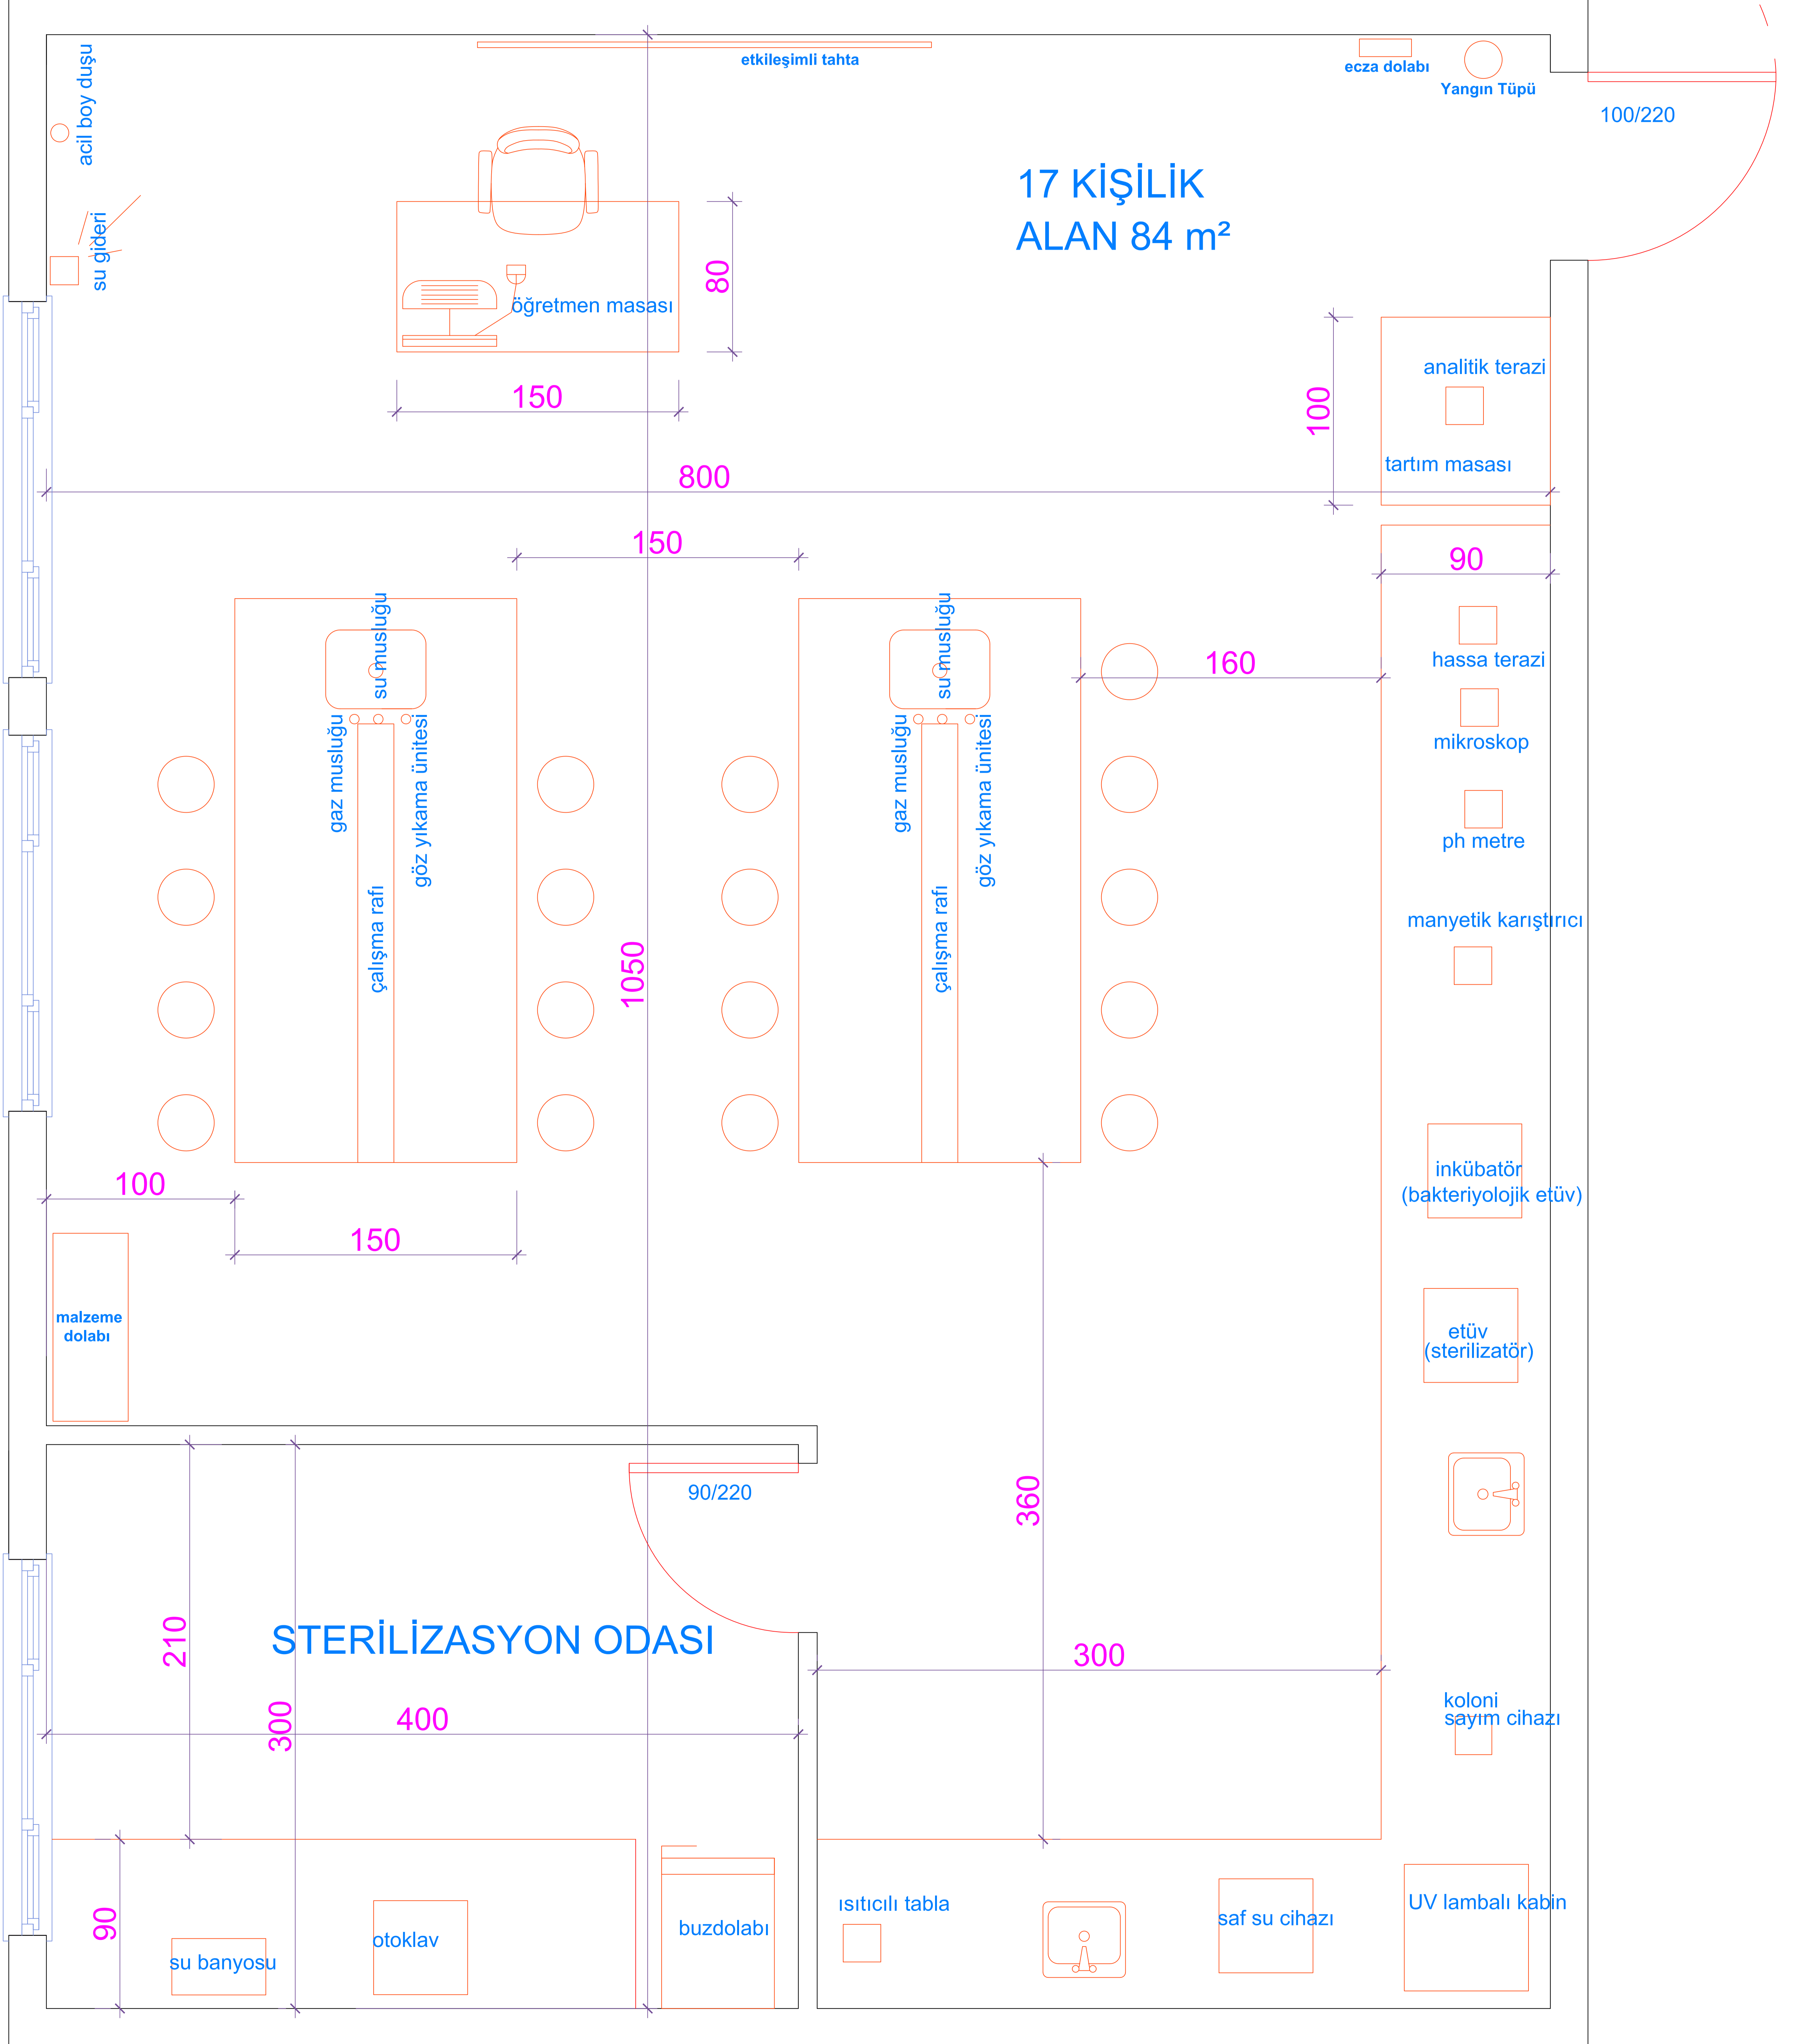 etkileşimli tahta
ecza dolabı
Yangın Tüpü
acil boy duşu
100/220
17 KİŞİLİK
ALAN 84 m²
su gideri
80
öğretmen masası
150
analitik terazi
100
tartım masası
800
150
90
su musluğu
su musluğu
hassa terazi
160
mikroskop
gaz musluğu
göz yıkama ünitesi
gaz musluğu
göz yıkama ünitesi
ph metre
çalışma rafı
çalışma rafı
manyetik karıştırıcı
1050
inkübatör
(bakteriyolojik etüv)
100
150
malzeme
dolabı
etüv
(sterilizatör)
90/220
360
210
STERİLİZASYON ODASI
300
300
400
koloni
sayım cihazı
90
su banyosu
otoklav
buzdolabı
ısıtıcılı tabla
saf su cihazı
UV lambalı kabin